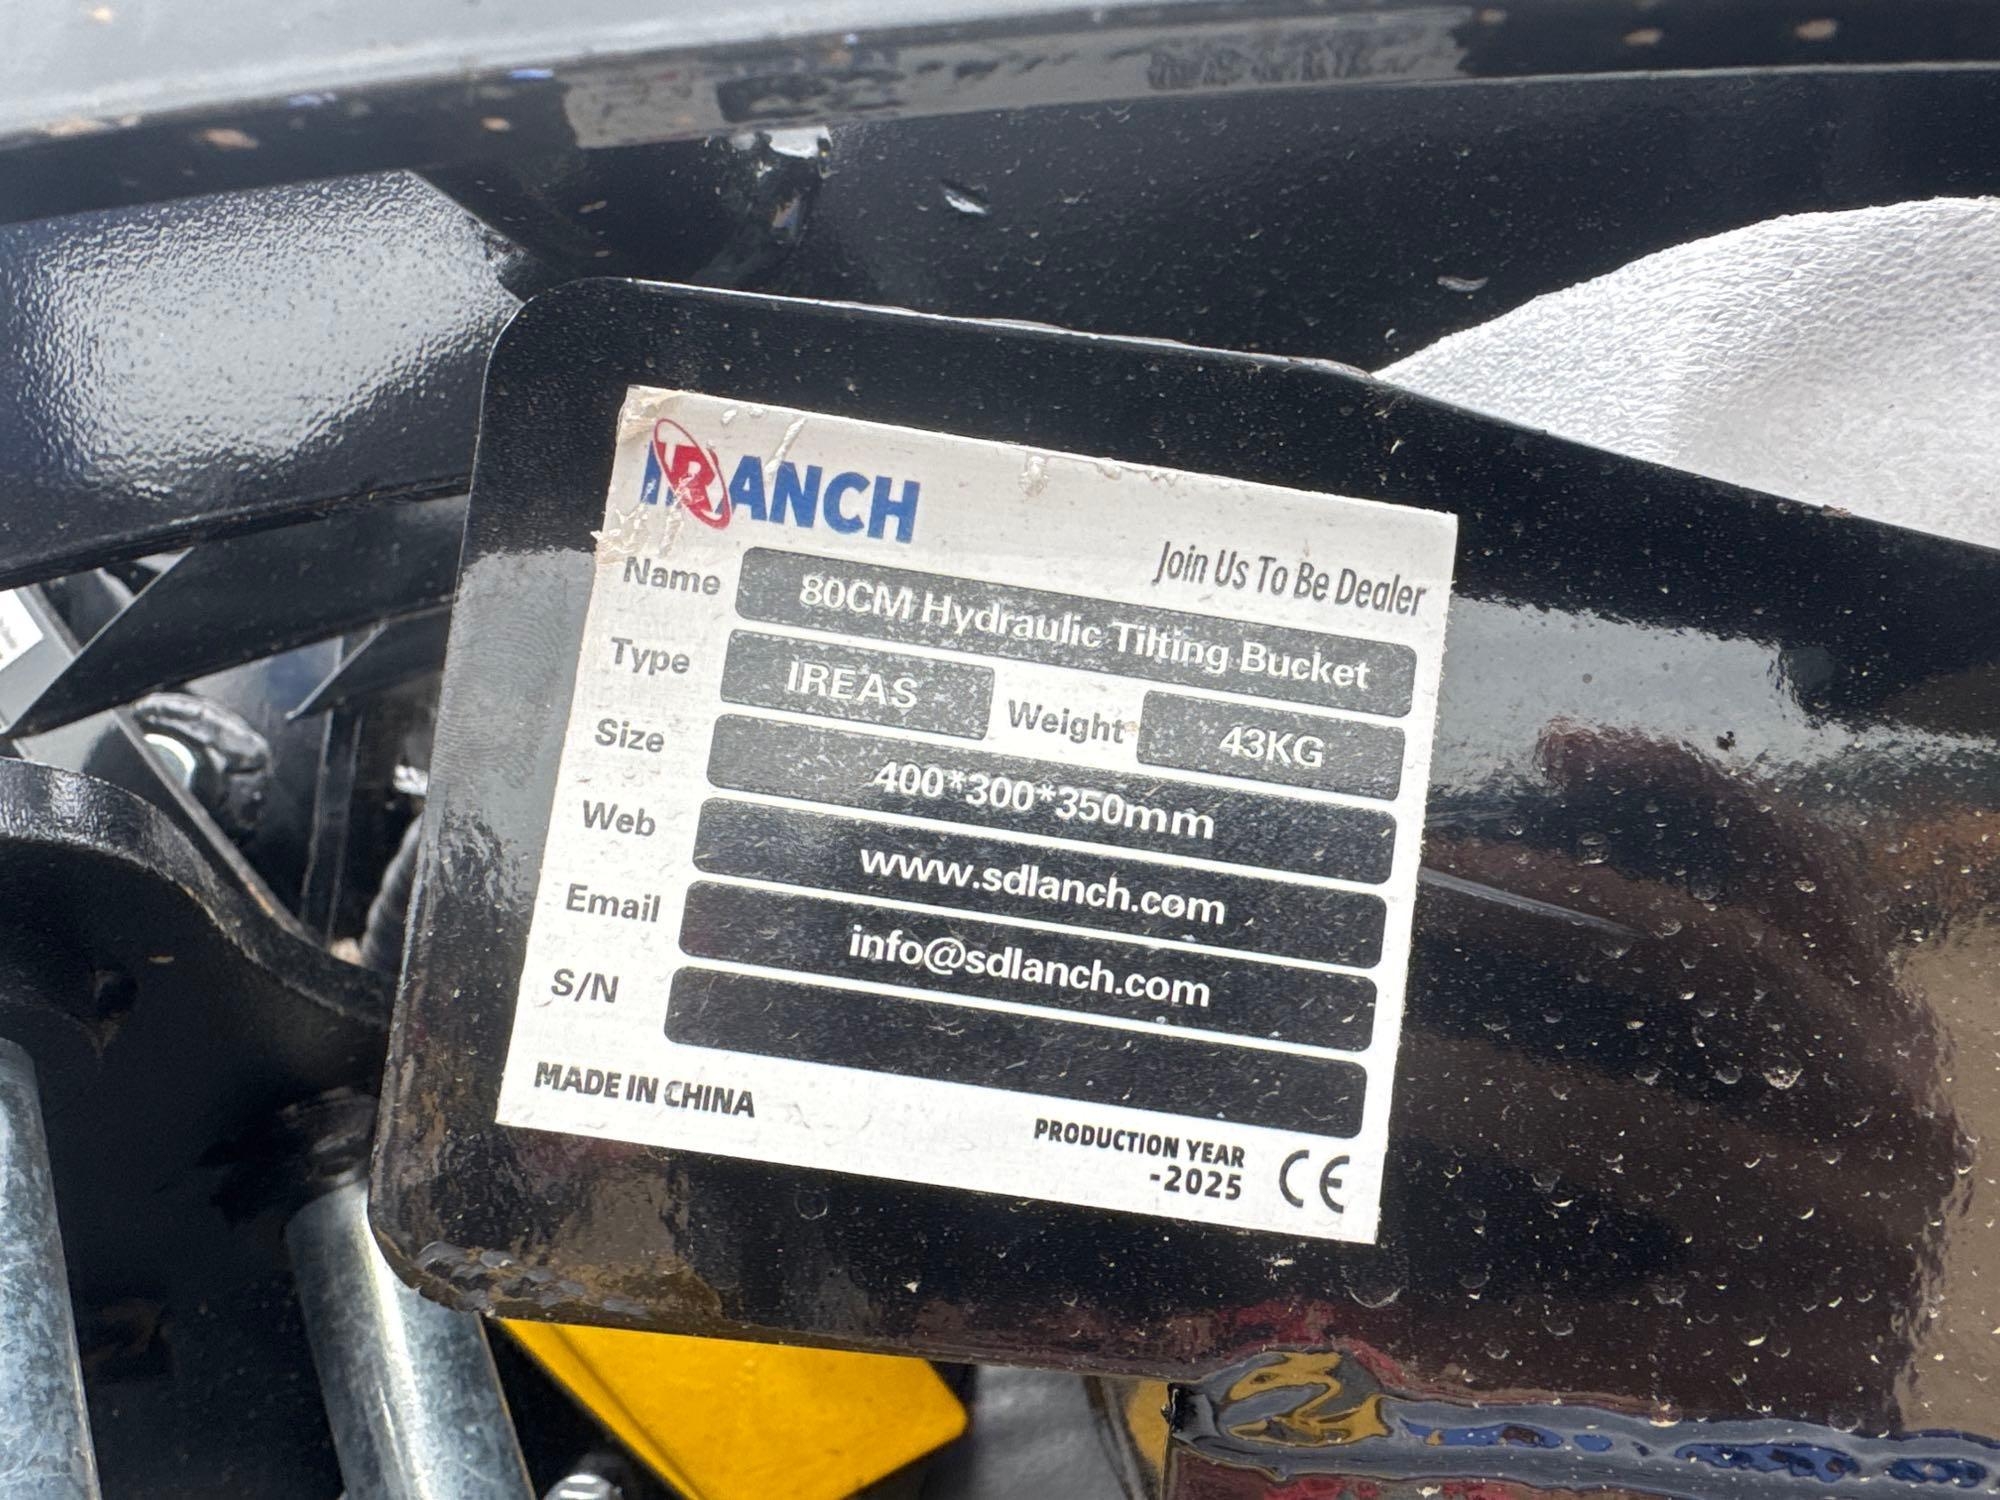 IRANCH
Join Us To Be Dealer
Name 80CM Hydraulic Tilting Bucket
Type IREAS Weight 43KG
Size 400*300*350mm
Web www.sdlanch.com
Email info@sdlanch.com
S/N
MADE IN CHINA
PRODUCTION YEAR
-2025
CE